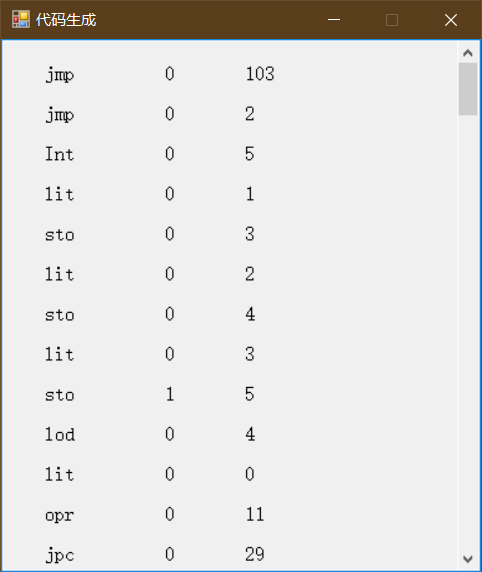 代码生成
jmp 0 103
jmp 0 2
Int 0 5
lit 0 1
sto 0 3
lit 0 2
sto 0 4
lit 0 3
sto 1 5
lod 0 4
lit 0 0
opr 0 11
jpc 0 29